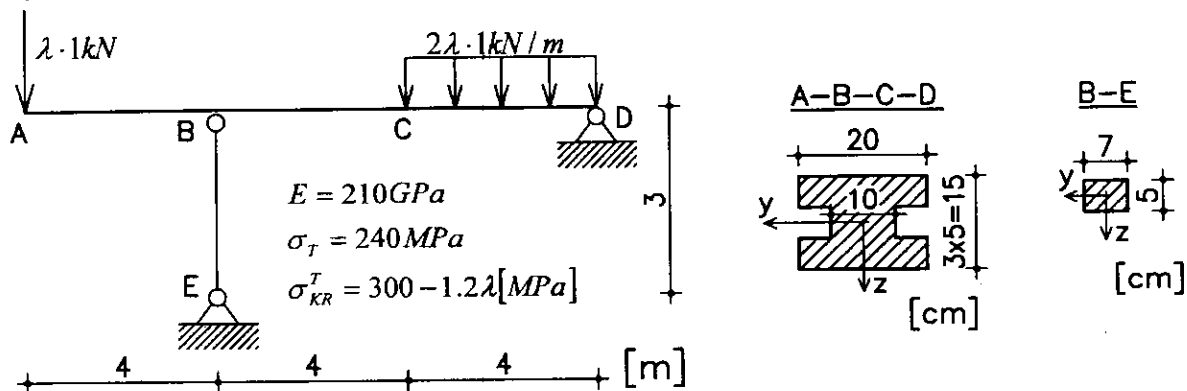 λ·1kN
2λ·1kN/m
A
B
C
D
E
3
E = 210GPa
σ_T = 240MPa
σ_KR^T = 300−1.2λ[MPa]
4
4
4
[m]
A-B-C-D
20
10
y
z
3x5=15
[cm]
B-E
7
y
z
5
[cm]